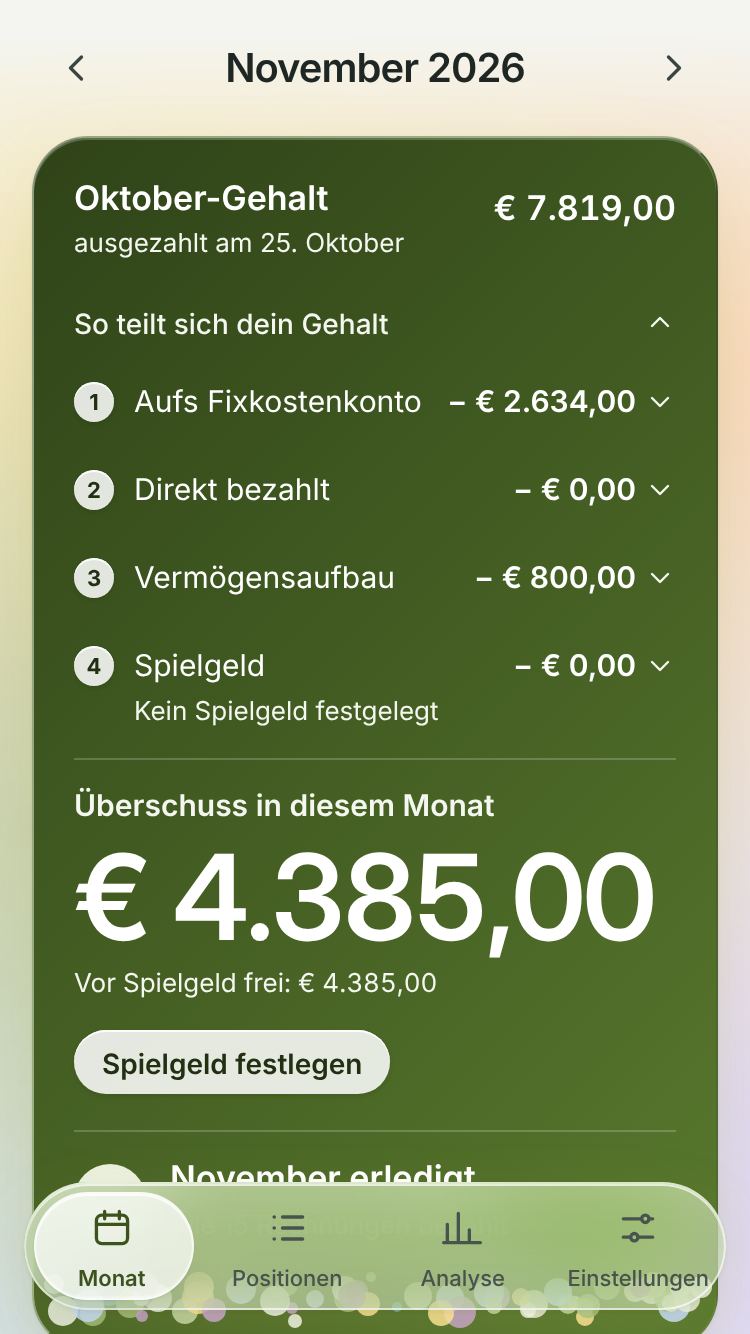 November 2026
Oktober-Gehalt
€ 7.819,00
ausgezahlt am 25. Oktober
So teilt sich dein Gehalt
1 Aufs Fixkostenkonto – € 2.634,00
2 Direkt bezahlt – € 0,00
3 Vermögensaufbau – € 800,00
4 Spielgeld – € 0,00
Kein Spielgeld festgelegt
Überschuss in diesem Monat
€ 4.385,00
Vor Spielgeld frei: € 4.385,00
Spielgeld festlegen
November erledigt
Monat Positionen Analyse Einstellungen